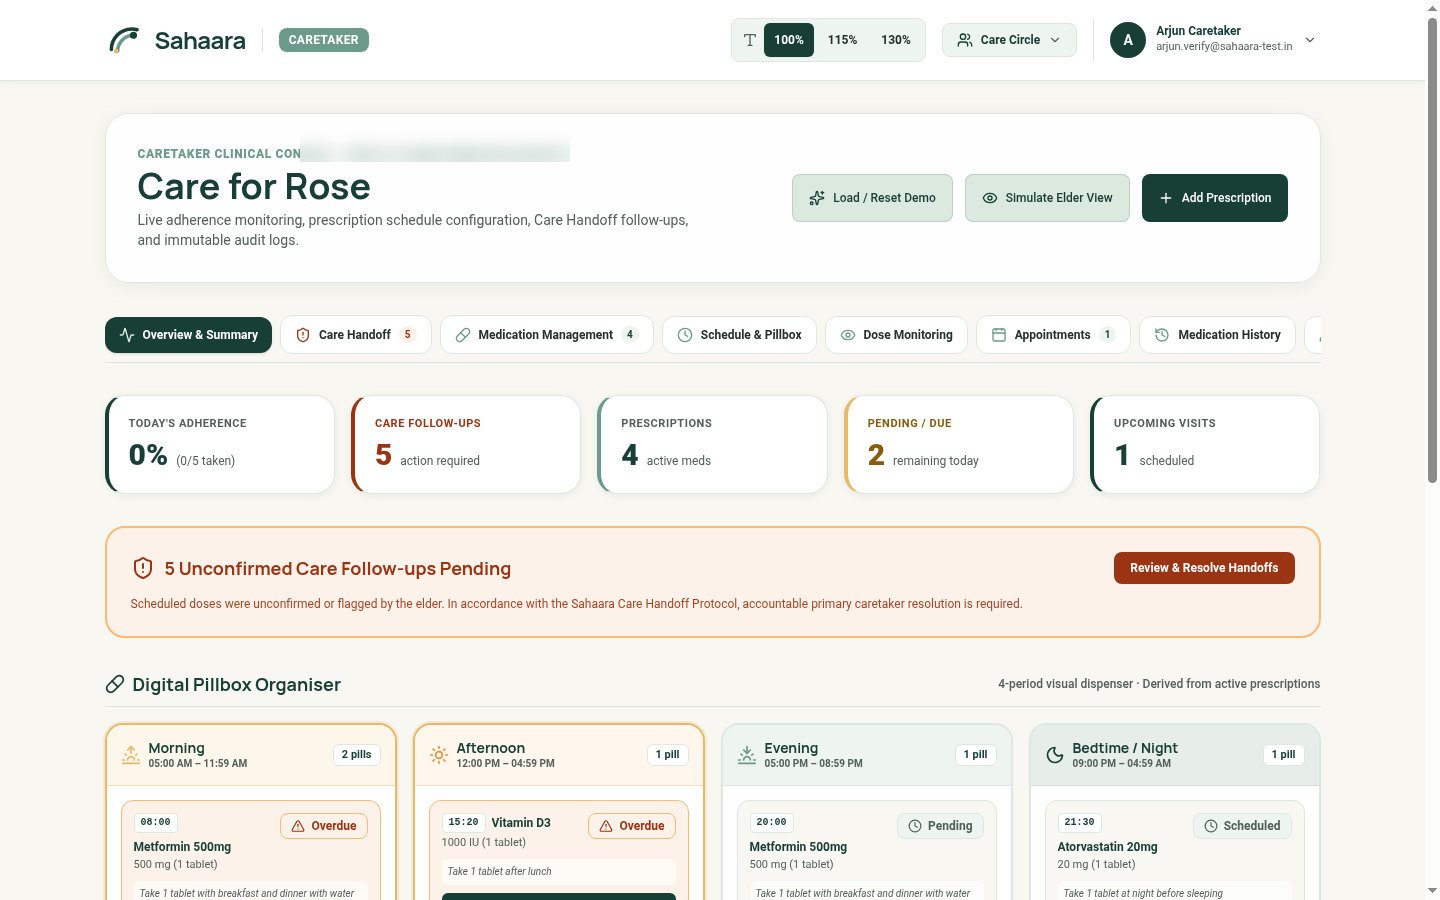 Sahaara
CARETAKER
100% 115% 130%
Care Circle
A
Arjun Caretaker
arjun.verify@sahaara-test.in
CARETAKER CLINICAL
Care for Rose
Live adherence monitoring, prescription schedule configuration, Care Handoff follow-ups,
and immutable audit logs.
Load / Reset Demo
Simulate Elder View
Add Prescription
Overview & Summary
Care Handoff 5
Medication Management 4
Schedule & Pillbox
Dose Monitoring
Appointments 1
Medication History
TODAY'S ADHERENCE
0% (0/5 taken)
CARE FOLLOW-UPS
5 action required
PRESCRIPTIONS
4 active meds
PENDING / DUE
2 remaining today
UPCOMING VISITS
1 scheduled
5 Unconfirmed Care Follow-ups Pending
Review & Resolve Handoffs
Scheduled doses were unconfirmed or flagged by the elder. In accordance with the Sahaara Care Handoff Protocol, accountable primary caretaker resolution is required.
Digital Pillbox Organiser
4-period visual dispenser · Derived from active prescriptions
Morning
05:00 AM – 11:59 AM
2 pills
08:00
Overdue
Metformin 500mg
500 mg (1 tablet)
Take 1 tablet with breakfast and dinner with water
Afternoon
12:00 PM – 04:59 PM
1 pill
15:20 Vitamin D3
Overdue
1000 IU (1 tablet)
Take 1 tablet after lunch
Evening
05:00 PM – 08:59 PM
1 pill
20:00
Pending
Metformin 500mg
500 mg (1 tablet)
Take 1 tablet with breakfast and dinner with water
Bedtime / Night
09:00 PM – 04:59 AM
1 pill
21:30
Scheduled
Atorvastatin 20mg
20 mg (1 tablet)
Take 1 tablet at night before sleeping